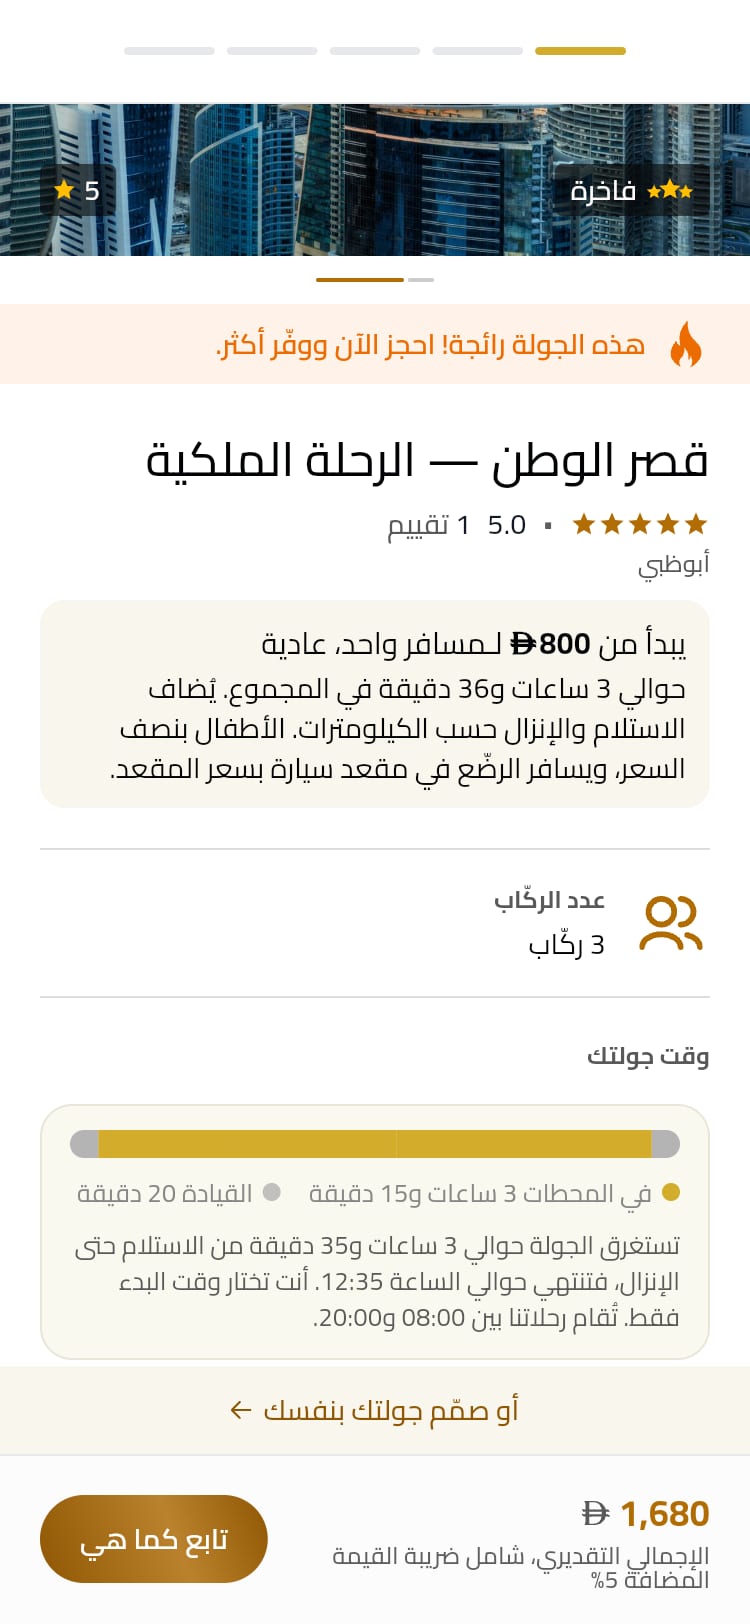 فاخرة
5
هذه الجولة رائجة! احجز الآن ووفّر أكثر.
قصر الوطن — الرحلة الملكية
5.0 1 تقييم
أبوظبي
يبدأ من 800 لـمسافر واحد، عادية
حوالي 3 ساعات و36 دقيقة في المجموع. يُضاف
الاستلام والإنزال حسب الكيلومترات. الأطفال بنصف
السعر، ويسافر الرضّع في مقعد سيارة بسعر المقعد.
عدد الركّاب
3 ركّاب
وقت جولتك
في المحطات 3 ساعات و15 دقيقة
القيادة 20 دقيقة
تستغرق الجولة حوالي 3 ساعات و35 دقيقة من الاستلام حتى
الإنزال، فتنتهي حوالي الساعة 12:35. أنت تختار وقت البدء
فقط. تُقام رحلاتنا بين 08:00 و20:00.
أو صمّم جولتك بنفسك ←
1,680
الإجمالي التقديري، شامل ضريبة القيمة
المضافة 5%
تابع كما هي